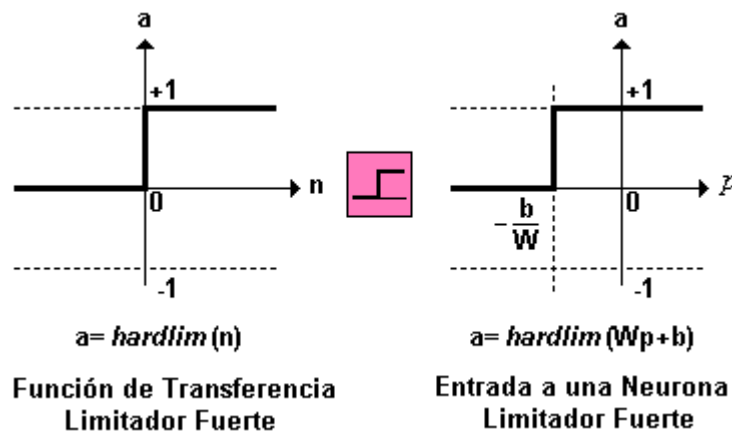 a
+1
n
0
-1
a= hardlim (n)
Función de Transferencia
Limitador Fuerte
a
+1
p
0
- b/W
-1
a= hardlim (Wp+b)
Entrada a una Neurona
Limitador Fuerte